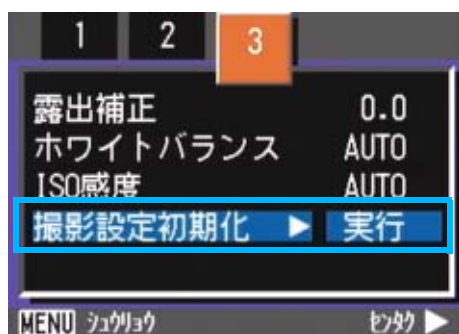 1 2 3
露出補正 0.0
ホワイトバランス AUTO
ISO感度 AUTO
撮影設定初期化 ▶ 実行
MENU シュウリョウ センタク ▶